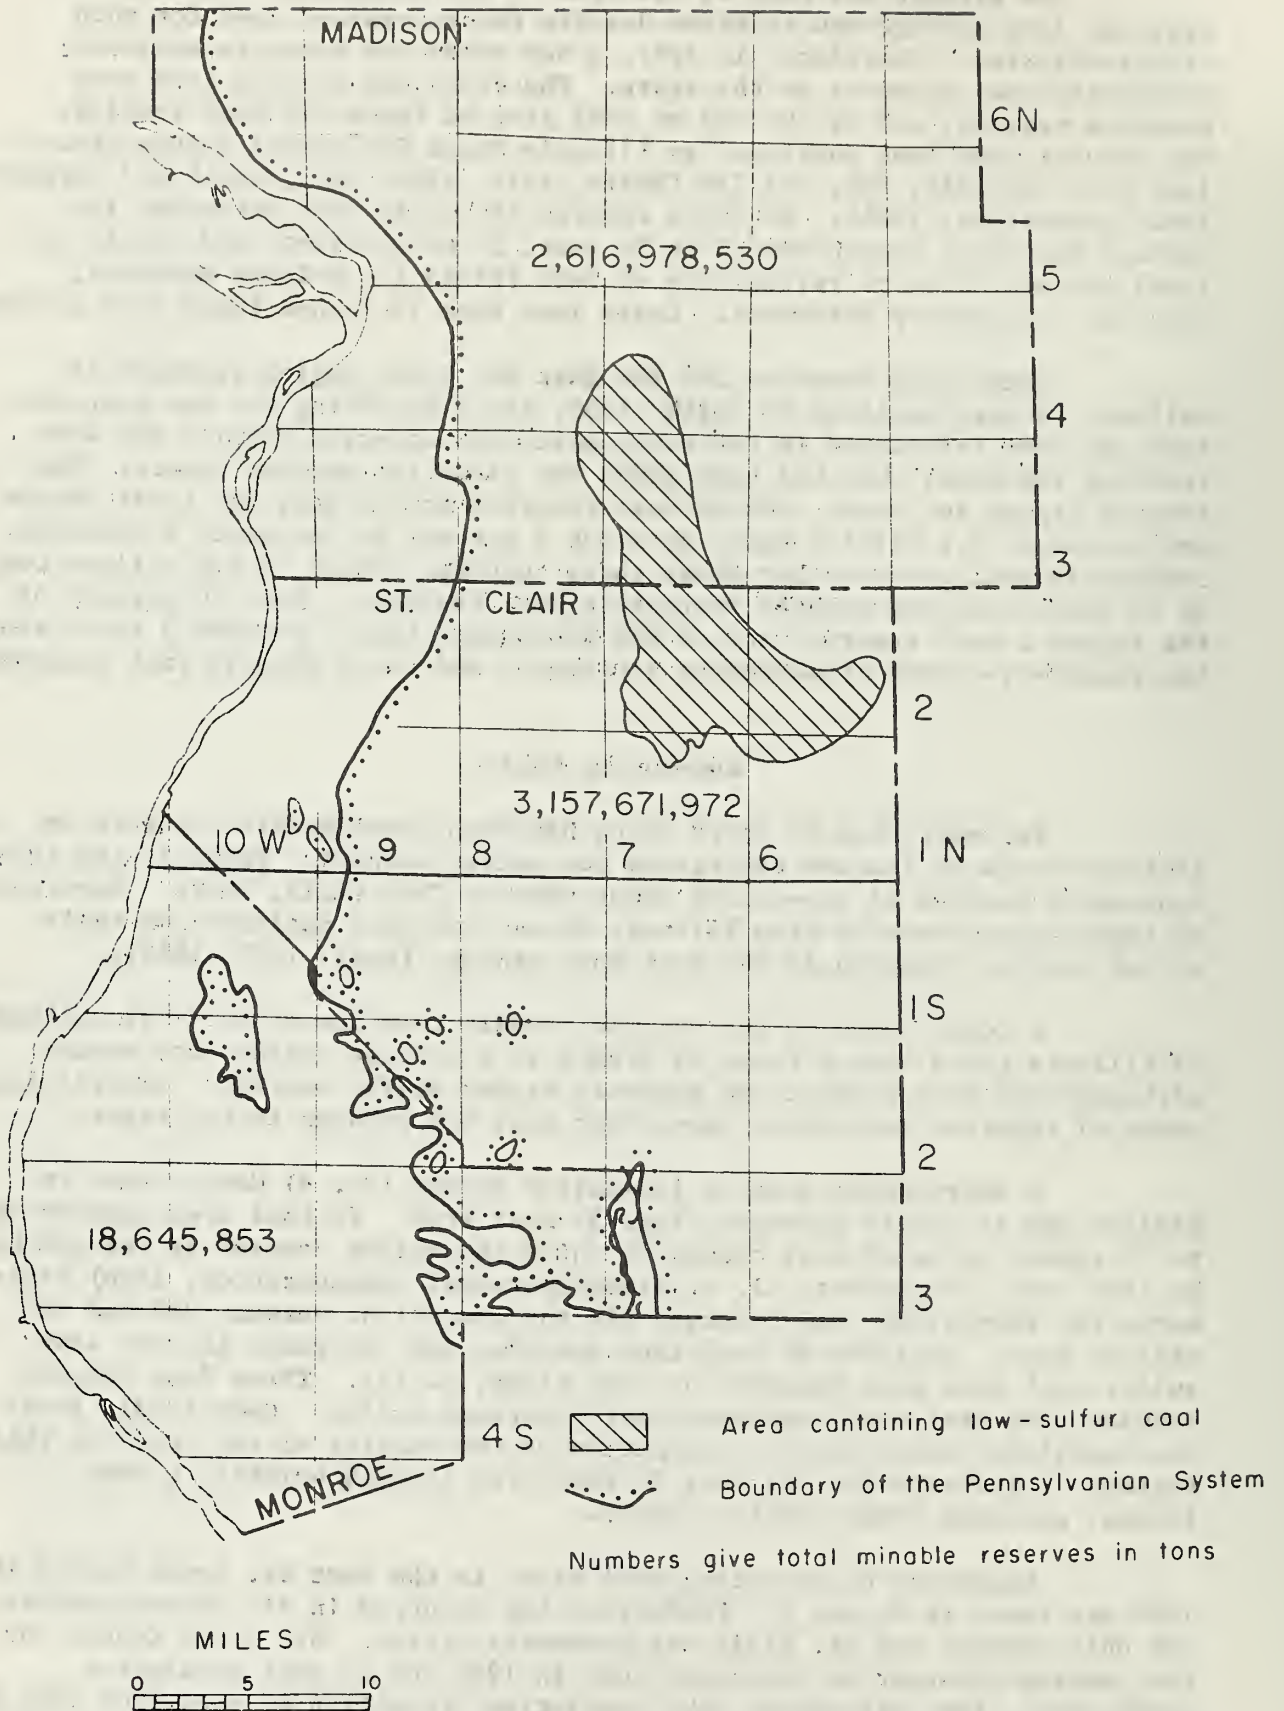 MADISON
6N
2,616,978,530
5
4
3
ST. CLAIR
2
3,157,671,972
10 W 9 8 7 6 1 N
1S
2
18,645,853
3
4 S
Area containing low-sulfur coal
MONROE
Boundary of the Pennsylvanian System
Numbers give total minable reserves in tons
MILES
0 5 10